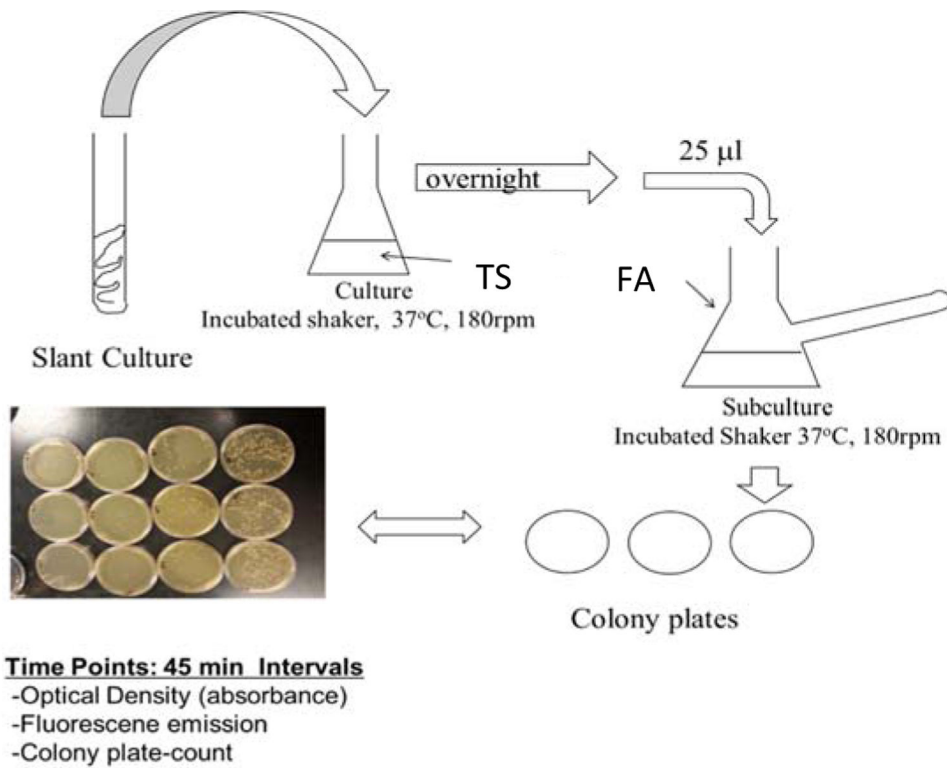 25 µl
overnight
TS
FA
Culture
Incubated shaker, 37°C, 180rpm
Slant Culture
Subculture
Incubated Shaker 37°C, 180rpm
Colony plates
Time Points: 45 min Intervals
-Optical Density (absorbance)
-Fluorescene emission
-Colony plate-count